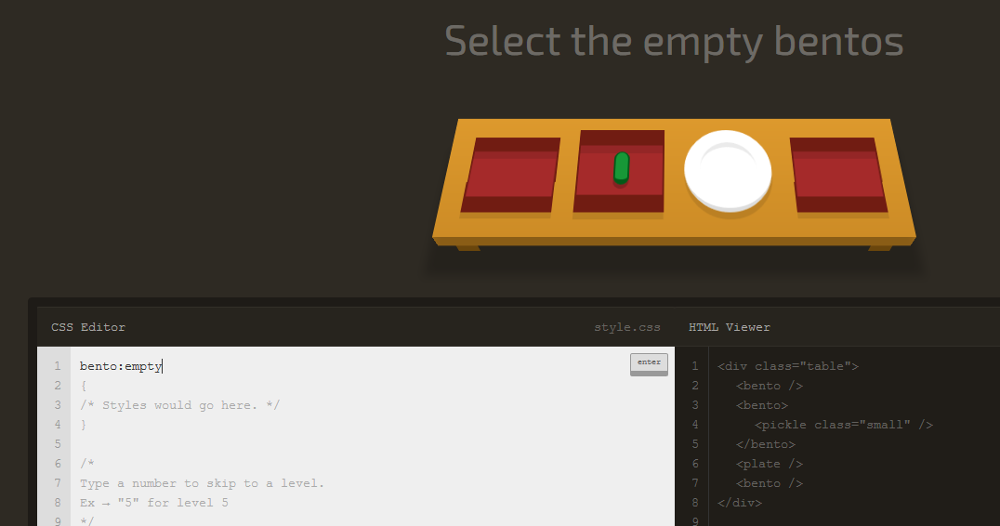 Select the empty bentos
CSS Editor
style.css
HTML Viewer
enter
1 bento:empty
2 {
3 /* Styles would go here. */
4 }
5
6 /*
7 Type a number to skip to a level.
8 Ex → "5" for level 5
9 */
1 <div class="table">
2 <bento />
3 <bento>
4 <pickle class="small" />
5 </bento>
6 <plate />
7 <bento />
8 </div>
9